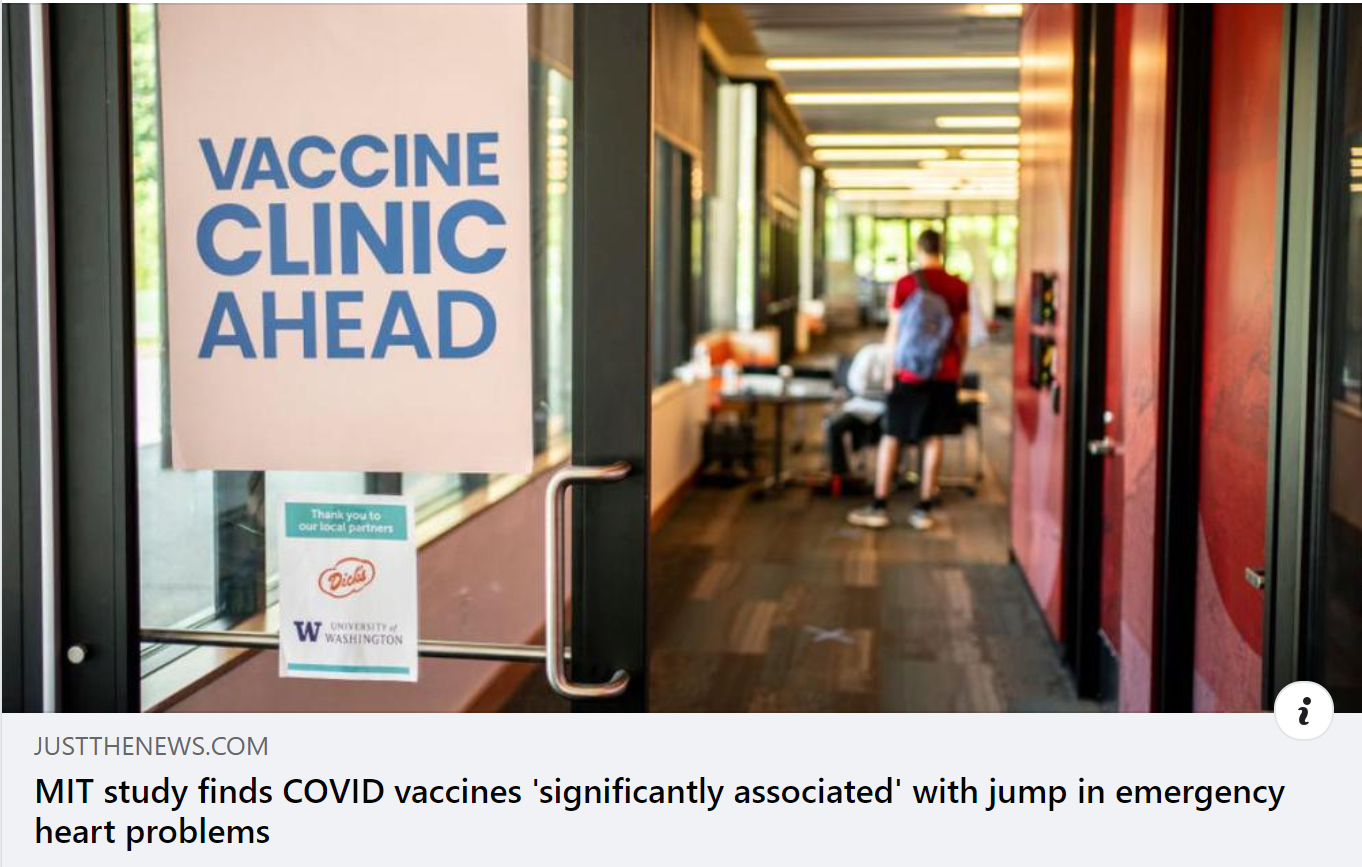 VACCINE
CLINIC
AHEAD
Thank you to
our local partners
Dick's
W UNIVERSITY of
WASHINGTON
i
JUSTTHENEWS.COM
MIT study finds COVID vaccines 'significantly associated' with jump in emergency
heart problems